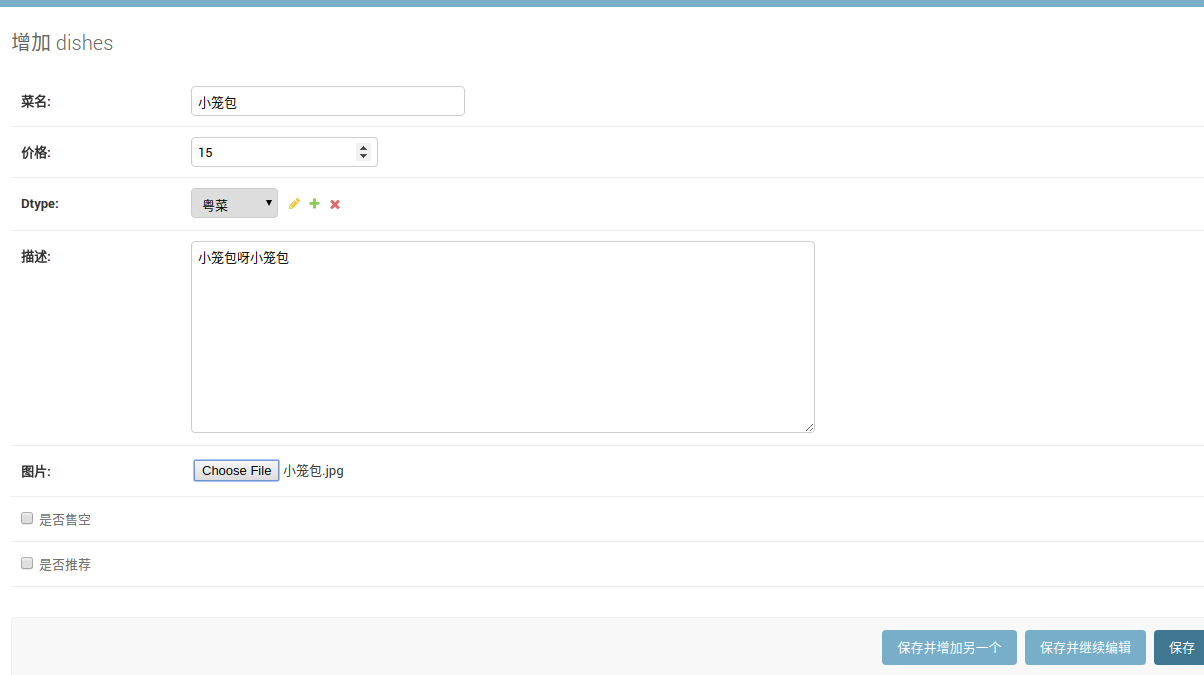 增加 dishes
菜名: 小笼包
价格: 15
Dtype: 粤菜
描述: 小笼包呀小笼包
图片: Choose File 小笼包.jpg
是否售空
是否推荐
保存并增加另一个 保存并继续编辑 保存